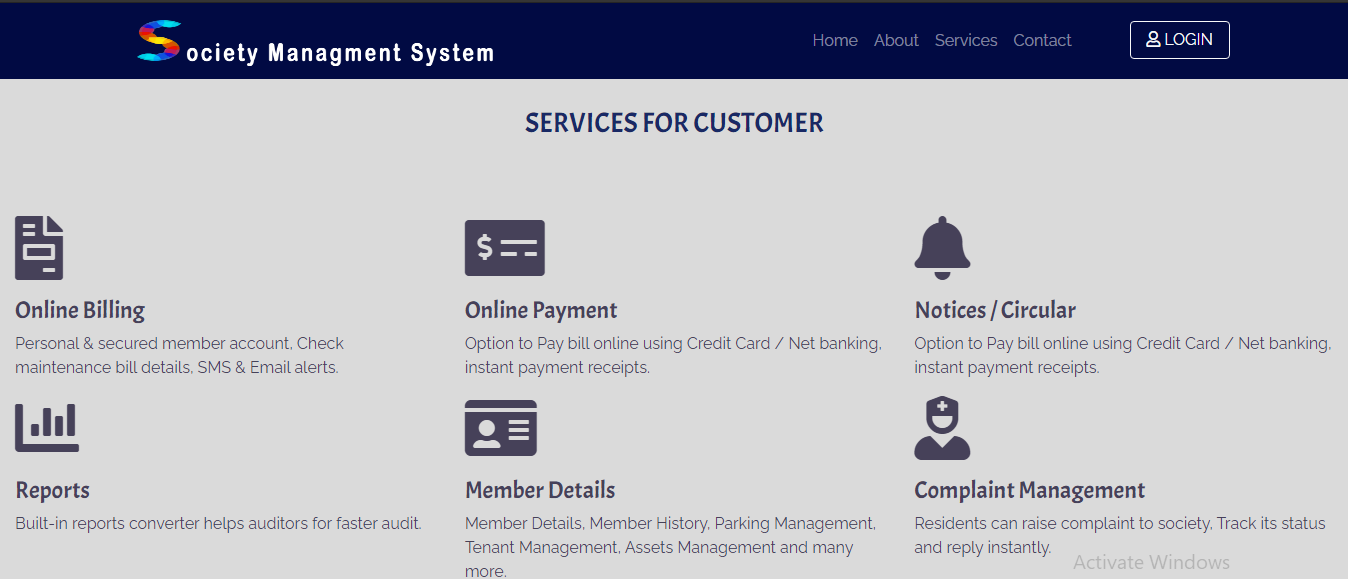 Society Managment System
Home About Services Contact LOGIN
SERVICES FOR CUSTOMER
$
Online Billing
Personal & secured member account, Check
maintenance bill details, SMS & Email alerts.
Online Payment
Option to Pay bill online using Credit Card / Net banking,
instant payment receipts.
Notices / Circular
Option to Pay bill online using Credit Card / Net banking,
instant payment receipts.
Reports
Built-in reports converter helps auditors for faster audit.
Member Details
Member Details, Member History, Parking Management,
Tenant Management, Assets Management and many
more.
Complaint Management
Residents can raise complaint to society, Track its status
and reply instantly.
Activate Windows